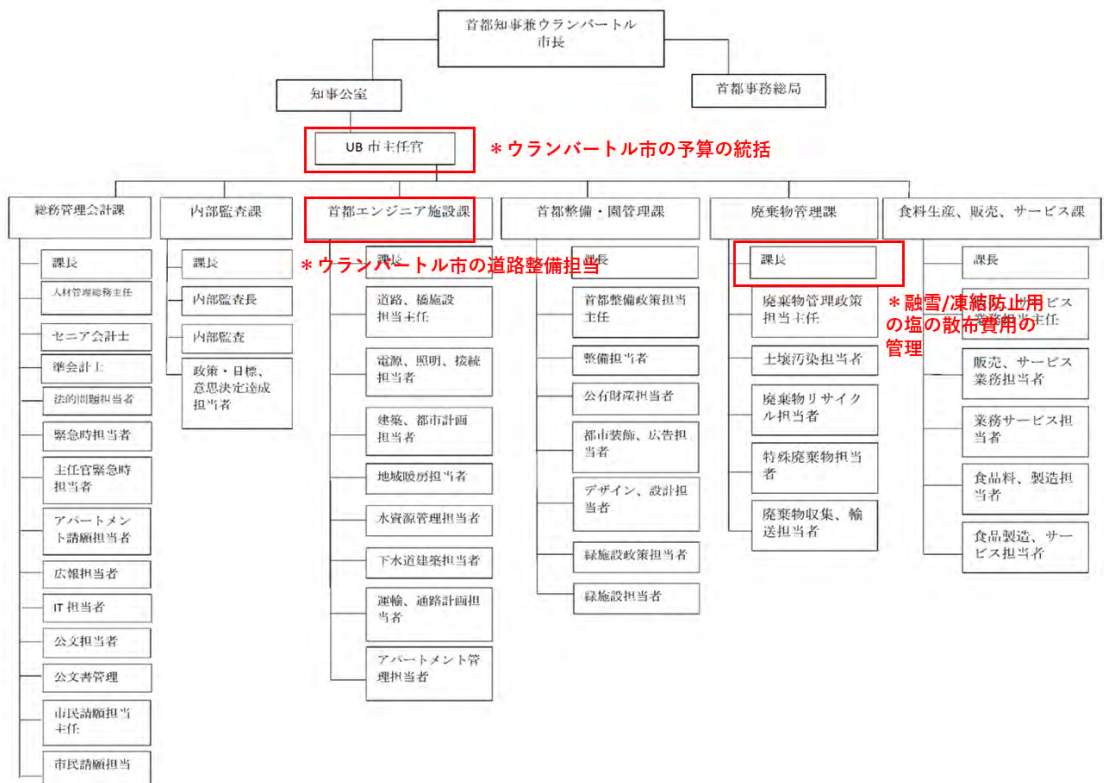 首都知事兼ウランバートル
市長
知事公室
首都事務総局
UB 市主任官
＊ウランバートル市の予算の統括
総務管理会計課
内部監査課
首都エンジニア施設課
首都整備・園管理課
廃棄物管理課
食料生産、販売、サービス課
＊ウランバートル市の道路整備担当
＊融雪/凍結防止用
の塩の散布費用の
管理
課長
人材管理総務主任
セニア会計士
準会計士
法的問題担当者
緊急時担当者
主任官緊急時
担当者
アパートメン
ト請願担当者
広報担当者
IT 担当者
公文担当者
公文書管理
市民請願担当
主任
市民請願担当
課長
内部監査長
内部監査
政策・目標、
意思決定達成
担当者
課長
道路、橋施設
担当主任
電源、照明、接続
担当者
建築、都市計画
担当者
地域暖房担当者
水資源管理担当者
下水道建築担当者
運輸、通路計画担
当者
アパートメント管
理担当者
課長
首都整備政策担当
主任
整備担当者
公有財産担当者
都市装飾、広告担
当者
デザイン、設計担
当者
緑施設政策担当者
緑施設担当者
課長
廃棄物管理政策
担当主任
土壌汚染担当者
廃棄物リサイク
ル担当者
特殊廃棄物担当
者
廃棄物収集、輸
送担当者
課長
サービス
業務担当主任
販売、サービス
業務担当者
業務サービス担
当者
食品料、製造担
当者
食品製造、サー
ビス担当者